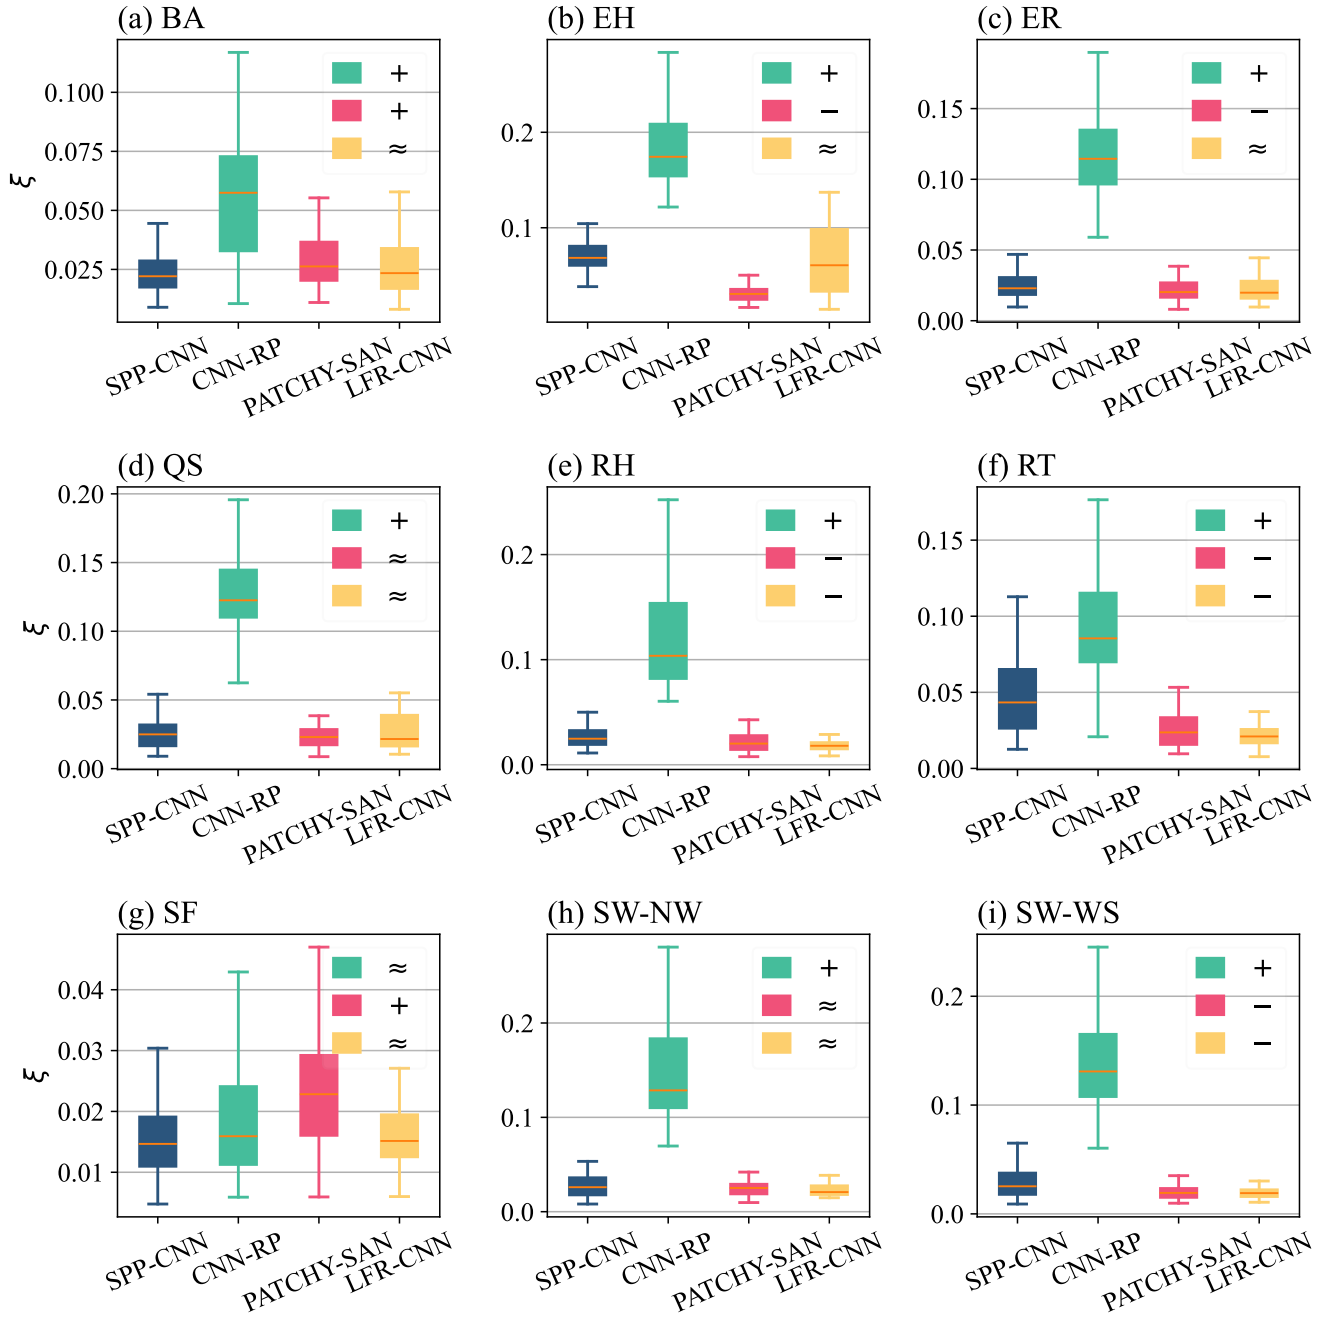 (a) BA
ξ
0.100
0.075
0.050
0.025
+
+
≈
SPP-CNN
CNN-RP
PATCHY-SAN
LFR-CNN
(b) EH
0.2
0.1
+
−
≈
SPP-CNN
CNN-RP
PATCHY-SAN
LFR-CNN
(c) ER
0.15
0.10
0.05
0.00
+
−
≈
SPP-CNN
CNN-RP
PATCHY-SAN
LFR-CNN
(d) QS
ξ
0.20
0.15
0.10
0.05
0.00
+
≈
≈
SPP-CNN
CNN-RP
PATCHY-SAN
LFR-CNN
(e) RH
0.2
0.1
0.0
+
−
−
SPP-CNN
CNN-RP
PATCHY-SAN
LFR-CNN
(f) RT
0.15
0.10
0.05
0.00
+
−
−
SPP-CNN
CNN-RP
PATCHY-SAN
LFR-CNN
(g) SF
ξ
0.04
0.03
0.02
0.01
≈
+
≈
SPP-CNN
CNN-RP
PATCHY-SAN
LFR-CNN
(h) SW-NW
0.2
0.1
0.0
+
≈
≈
SPP-CNN
CNN-RP
PATCHY-SAN
LFR-CNN
(i) SW-WS
0.2
0.1
0.0
+
−
−
SPP-CNN
CNN-RP
PATCHY-SAN
LFR-CNN